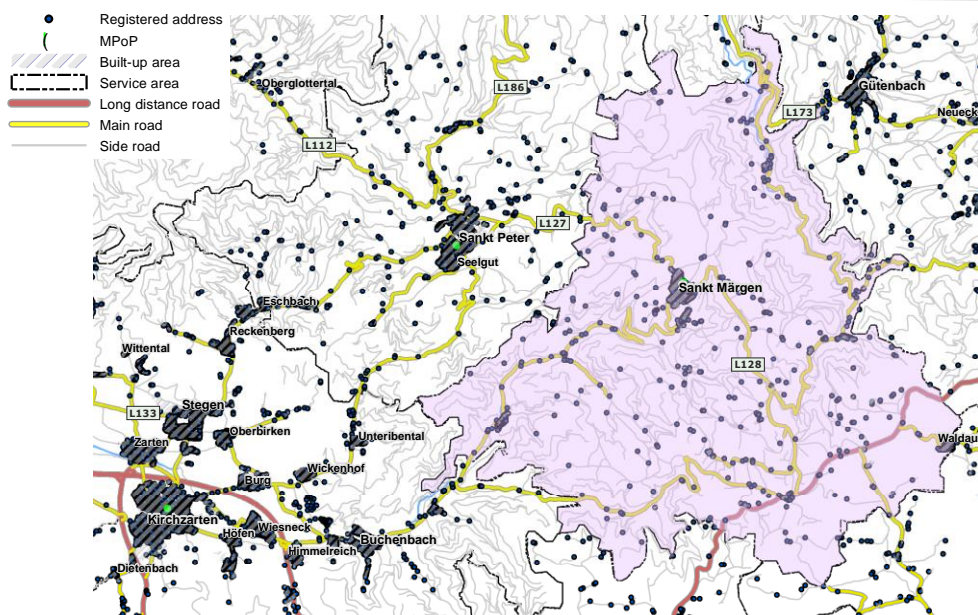 Registered address
MPoP
Built-up area
Service area
Long distance road
Main road
Side road
Oberglottertal
L186
Gütenbach
L173
Neueck
L112
L127
Sankt Peter
Seelgut
Sankt Märgen
Eschbach
Reckenberg
Wittental
L128
Stegen
L133
Oberbirken
Unteribental
Zarten
Waldau
Wickenhof
Burg
Kirchzarten
Wiesneck
Höfen
Buchenbach
Himmelreich
Dietenbach